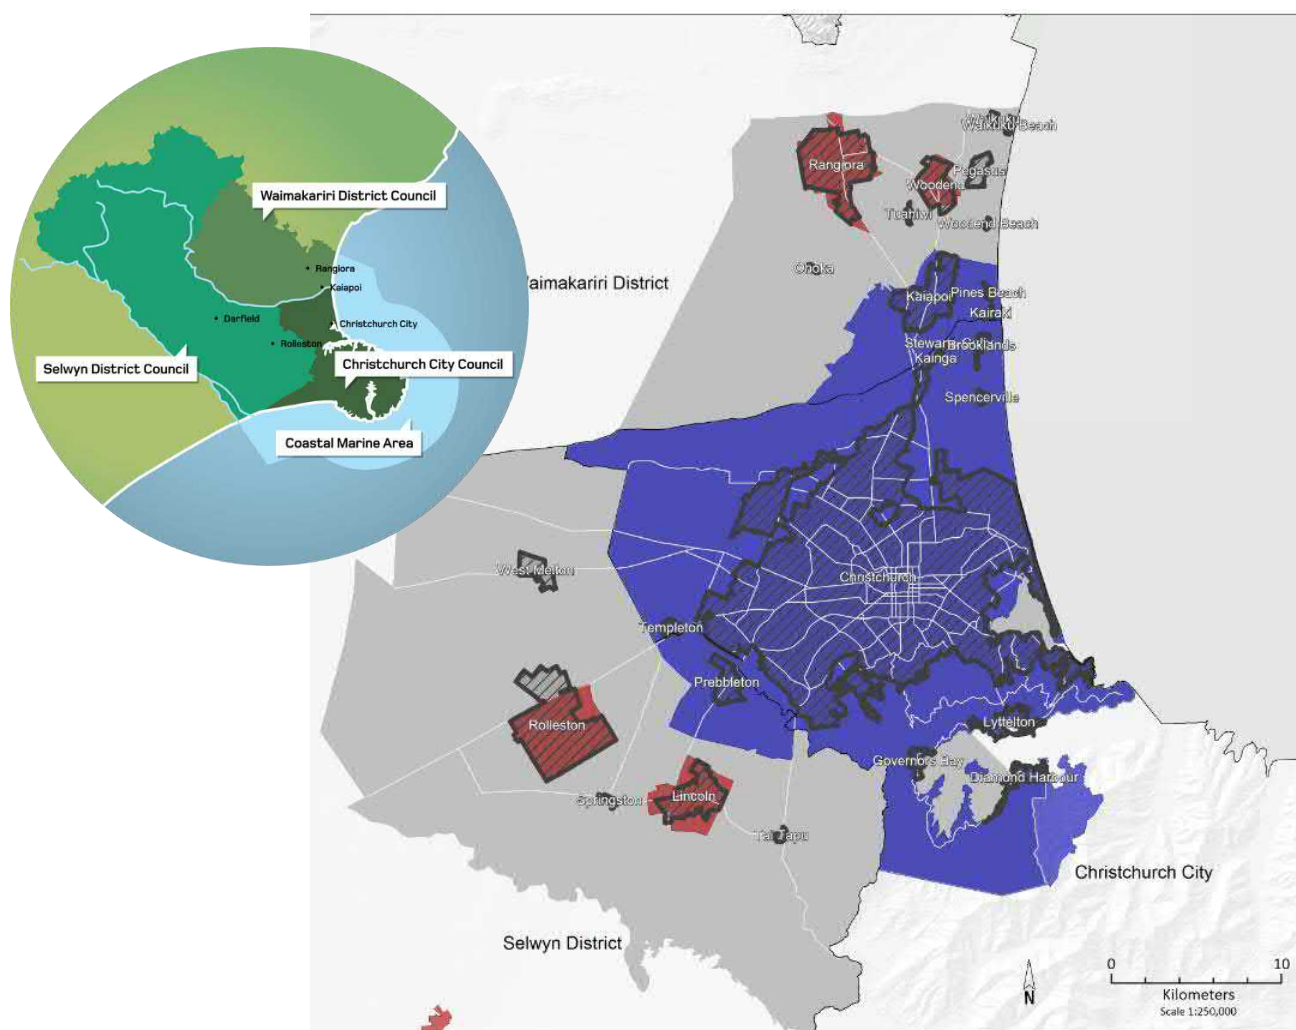 Waimakariri District Council
Rangiora
Kaiapoi
Darfield
Christchurch City
Rolleston
Christchurch City Council
Selwyn District Council
Coastal Marine Area
Waikuku Beach
Rangiora
Pegasus
Woodend
Tuahiwi
Woodend Beach
Ohoka
aimakariri District
Kaiapoi
Pines Beach
Kairaki
Brooklands
Kainga
Spencerville
West Melton
Christchurch
Templeton
Prebbleton
Rolleston
Lyttelton
Governors Bay
Diamond Harbour
Springston
Lincoln
Tai Tapu
Christchurch City
Selwyn District
0 10
Kilometers
Scale 1:250,000
N